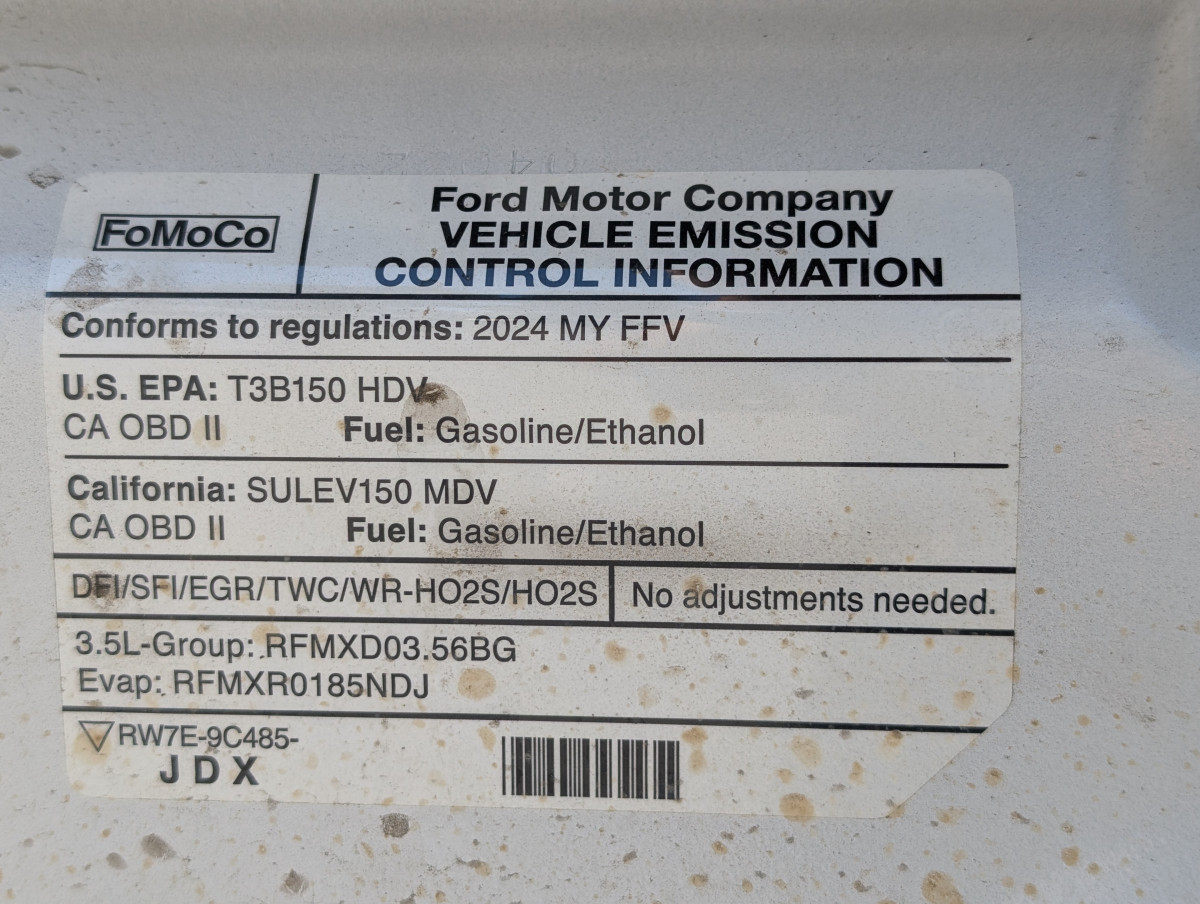 FoMoCo
Ford Motor Company
VEHICLE EMISSION
CONTROL INFORMATION
Conforms to regulations: 2024 MY FFV
U.S. EPA: T3B150 HDV
CA OBD II Fuel: Gasoline/Ethanol
California: SULEV150 MDV
CA OBD II Fuel: Gasoline/Ethanol
DFI/SFI/EGR/TWC/WR-HO2S/HO2S No adjustments needed.
3.5L-Group: RFMXD03.56BG
Evap: RFMXR0185NDJ
RW7E-9C485-
JDX